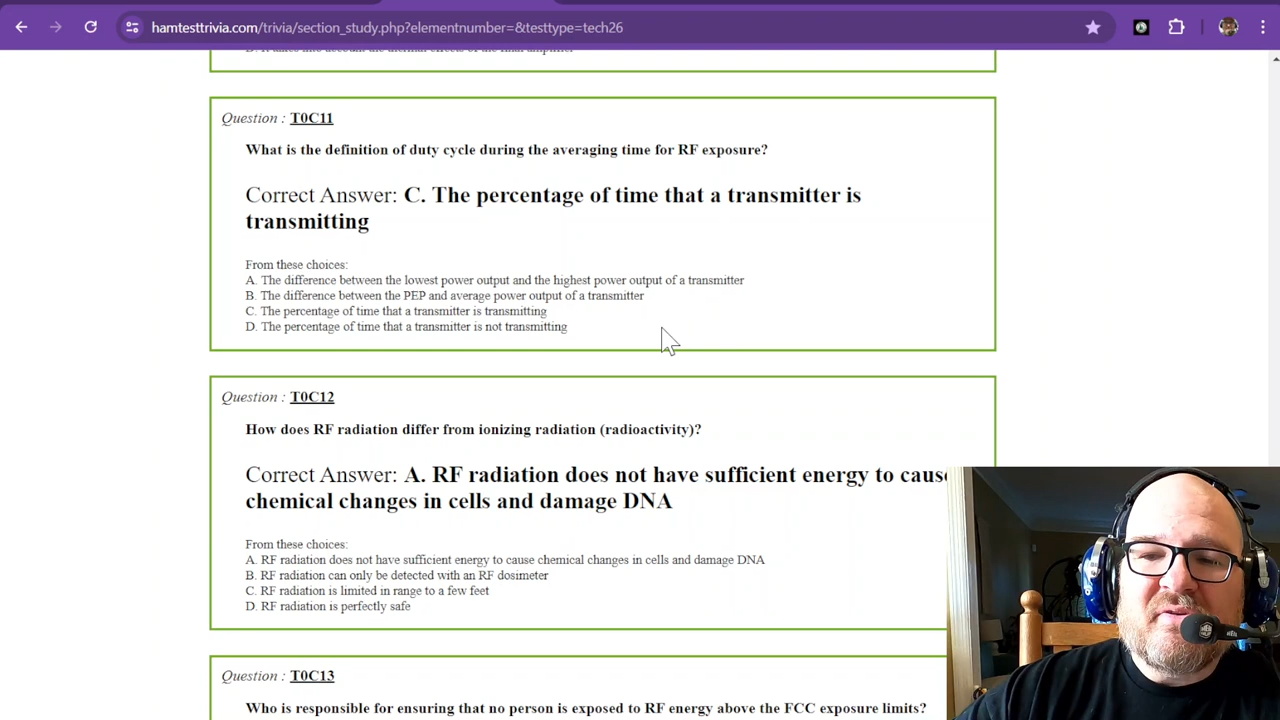 hamtesttrivia.com/trivia/section_study.php?elementnumber=&testtype=tech26
Question : T0C11
What is the definition of duty cycle during the averaging time for RF exposure?
Correct Answer: C. The percentage of time that a transmitter is
transmitting
From these choices:
A. The difference between the lowest power output and the highest power output of a transmitter
B. The difference between the PEP and average power output of a transmitter
C. The percentage of time that a transmitter is transmitting
D. The percentage of time that a transmitter is not transmitting
Question : T0C12
How does RF radiation differ from ionizing radiation (radioactivity)?
Correct Answer: A. RF radiation does not have sufficient energy to caus
chemical changes in cells and damage DNA
From these choices:
A. RF radiation does not have sufficient energy to cause chemical changes in cells and damage DNA
B. RF radiation can only be detected with an RF dosimeter
C. RF radiation is limited in range to a few feet
D. RF radiation is perfectly safe
Question : T0C13
Who is responsible for ensuring that no person is exposed to RF energy above the FCC exposure limits?